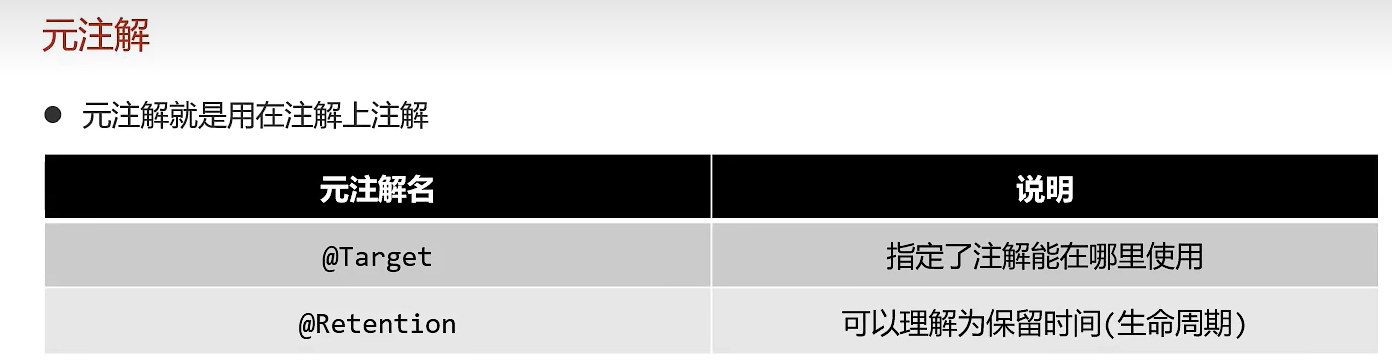 元注解
● 元注解就是用在注解上注解
元注解名 说明
@Target 指定了注解能在哪里使用
@Retention 可以理解为保留时间(生命周期)